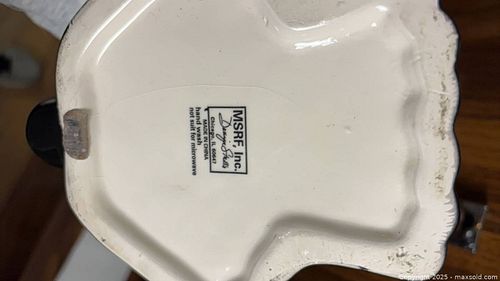 MSRF, Inc.
Chicago, IL 60647
MADE IN CHINA
hand wash
not suit for microwave
Copyright 2025 - maxsold.com